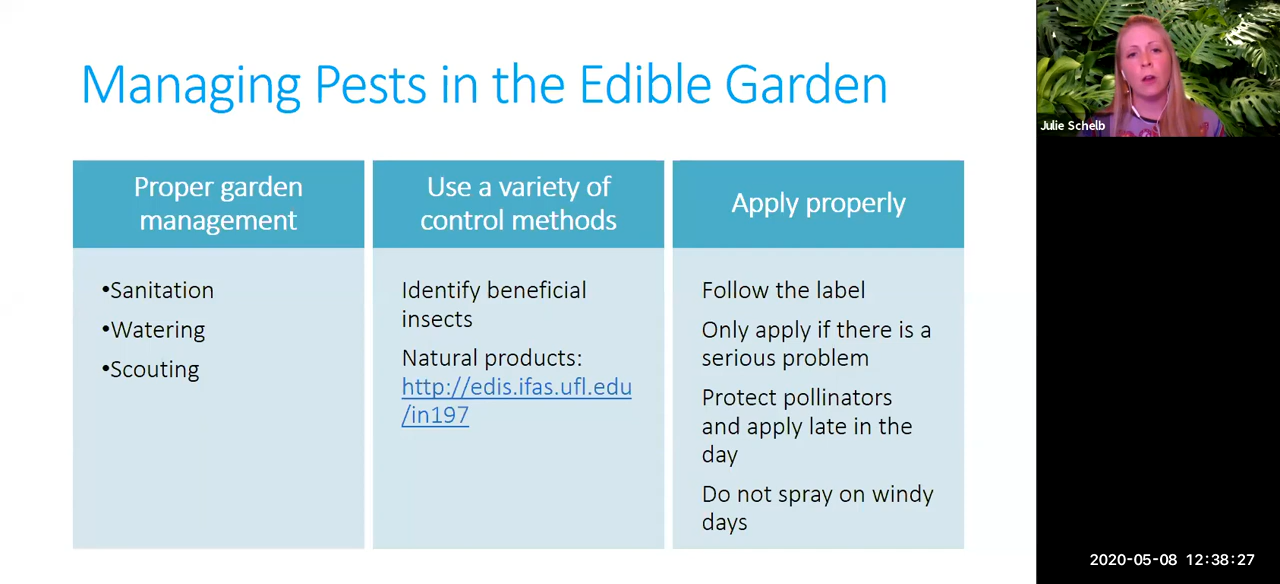 Managing Pests in the Edible Garden
Proper garden
management
•Sanitation
•Watering
•Scouting
Use a variety of
control methods
Identify beneficial
insects
Natural products:
http://edis.ifas.ufl.edu
/in197
Apply properly
Follow the label
Only apply if there is a
serious problem
Protect pollinators
and apply late in the
day
Do not spray on windy
days
Julie Schelb
2020-05-08 12:38:27